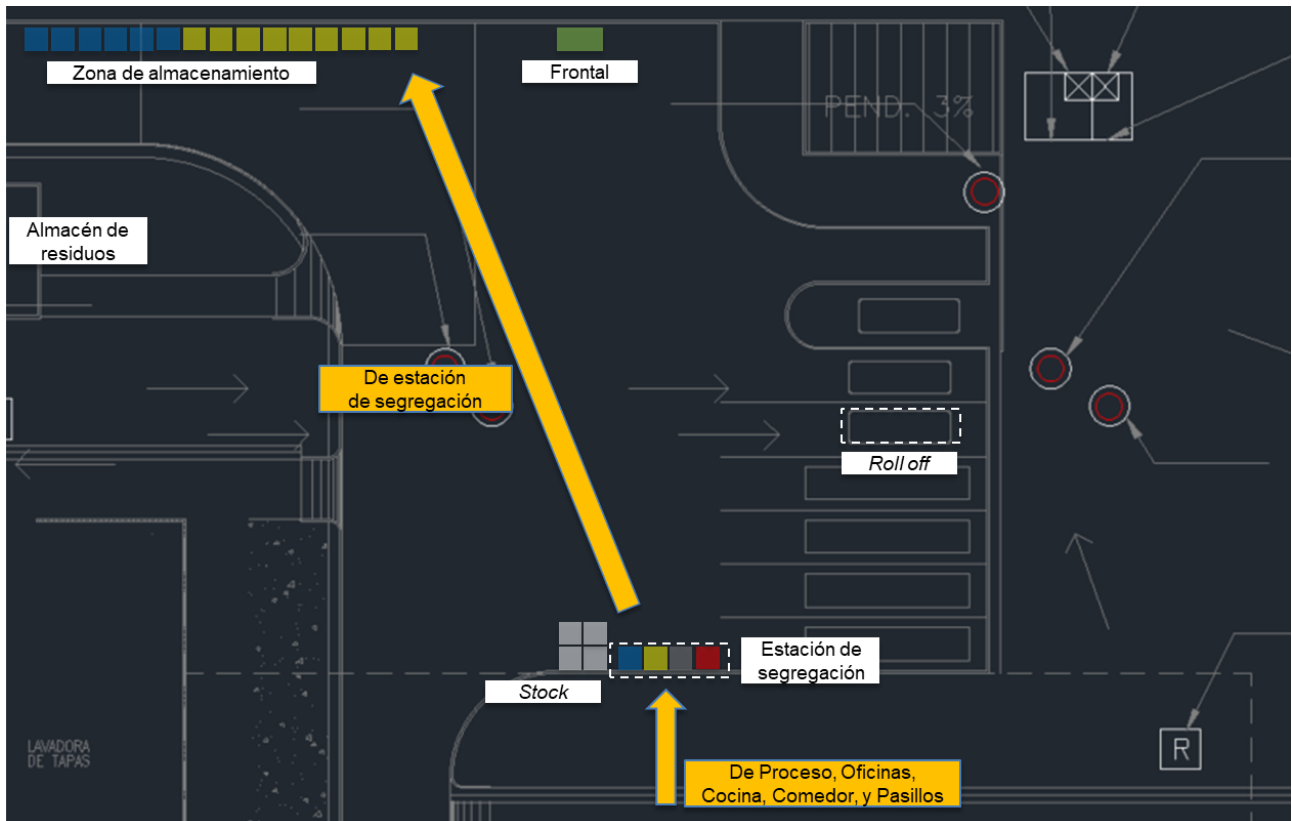 Zona de almacenamiento
Frontal
PEND. 3%
Almacén de
residuos
De estación
de segregación
Roll off
Estación de
segregación
Stock
LAVADORA
DE TAPAS
R
De Proceso, Oficinas,
Cocina, Comedor, y Pasillos